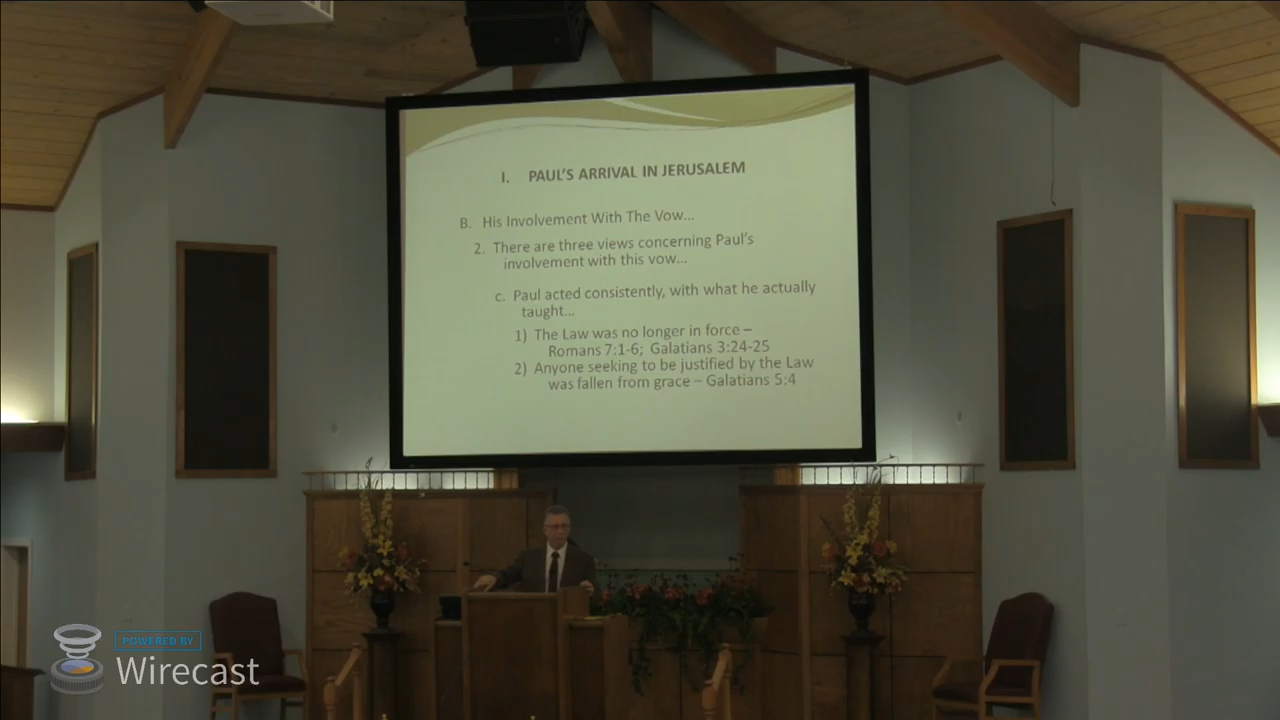 I. PAUL'S ARRIVAL IN JERUSALEM
B. His Involvement With The Vow...
2. There are three views concerning Paul's
involvement with this vow...
c. Paul acted consistently, with what he actually
taught...
1) The Law was no longer in force –
Romans 7:1-6; Galatians 3:24-25
2) Anyone seeking to be justified by the Law
was fallen from grace – Galatians 5:4
POWERED BY
Wirecast